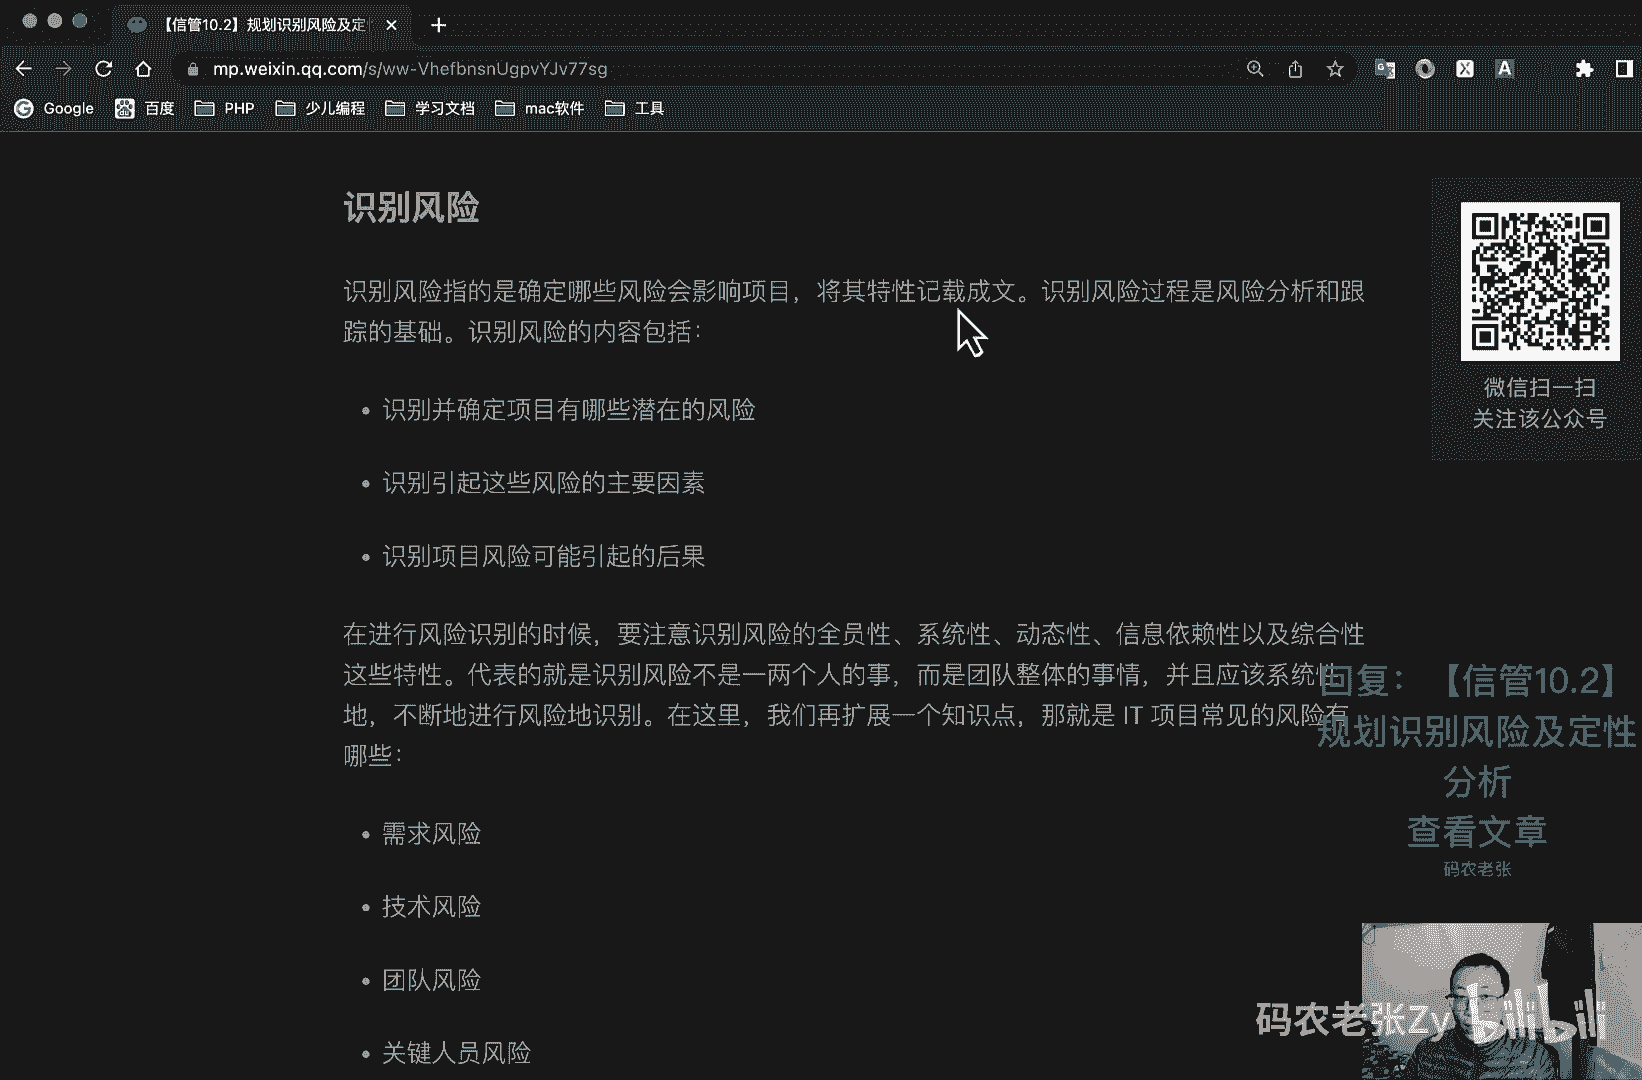 【信管10.2】规划识别风险及定
mp.weixin.qq.com/s/ww-VhefbnsnUgpvYJv77sg
Google 百度 PHP 少儿编程 学习文档 mac软件 工具
识别风险
识别风险指的是确定哪些风险会影响项目，将其特性记载成文。识别风险过程是风险分析和跟
踪的基础。识别风险的内容包括：
• 识别并确定项目有哪些潜在的风险
• 识别引起这些风险的主要因素
• 识别项目风险可能引起的后果
在进行风险识别的时候，要注意识别风险的全员性、系统性、动态性、信息依赖性以及综合性
这些特性。代表的就是识别风险不是一两个人的事，而是团队整体的事情，并且应该系统性
地，不断地进行风险地识别。在这里，我们再扩展一个知识点，那就是 IT 项目常见的风险有
哪些：
• 需求风险
• 技术风险
• 团队风险
• 关键人员风险
微信扫一扫
关注该公众号
回复：【信管10.2】
规划识别风险及定性
分析
查看文章
码农老张
码农老张Zy bilibili